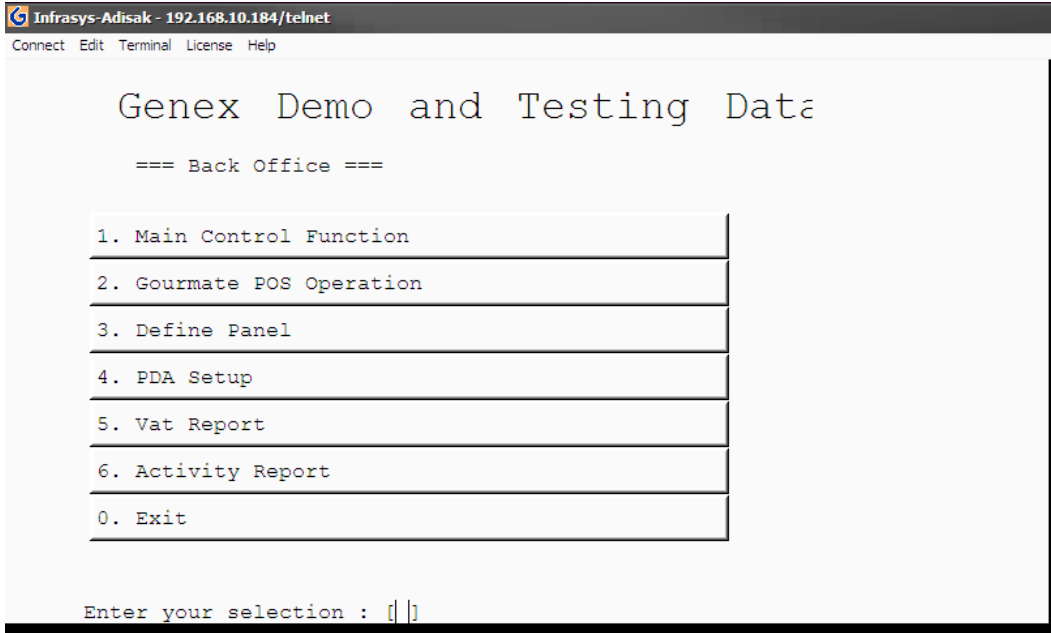 Infrasys-Adisak - 192.168.10.184/telnet
Connect Edit Terminal License Help
Genex Demo and Testing Data
=== Back Office ===
1. Main Control Function
2. Gourmate POS Operation
3. Define Panel
4. PDA Setup
5. Vat Report
6. Activity Report
0. Exit
Enter your selection : [ ]